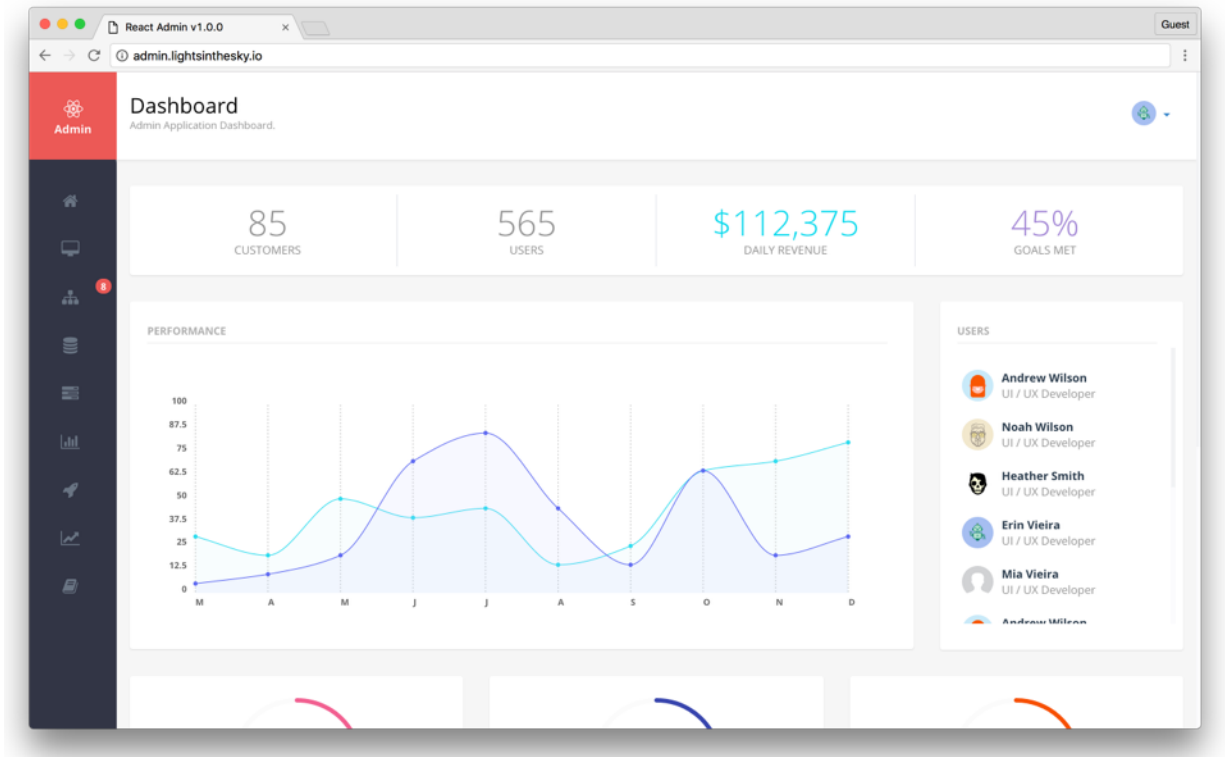 React Admin v1.0.0
Guest
admin.lightsinthesky.io
Admin
Dashboard
Admin Application Dashboard.
8
85
CUSTOMERS
565
USERS
$112,375
DAILY REVENUE
45%
GOALS MET
PERFORMANCE
100
87.5
75
62.5
50
37.5
25
12.5
0
M A M J J A S O N D
USERS
Andrew Wilson
UI / UX Developer
Noah Wilson
UI / UX Developer
Heather Smith
UI / UX Developer
Erin Vieira
UI / UX Developer
Mia Vieira
UI / UX Developer
Andrew Wilson